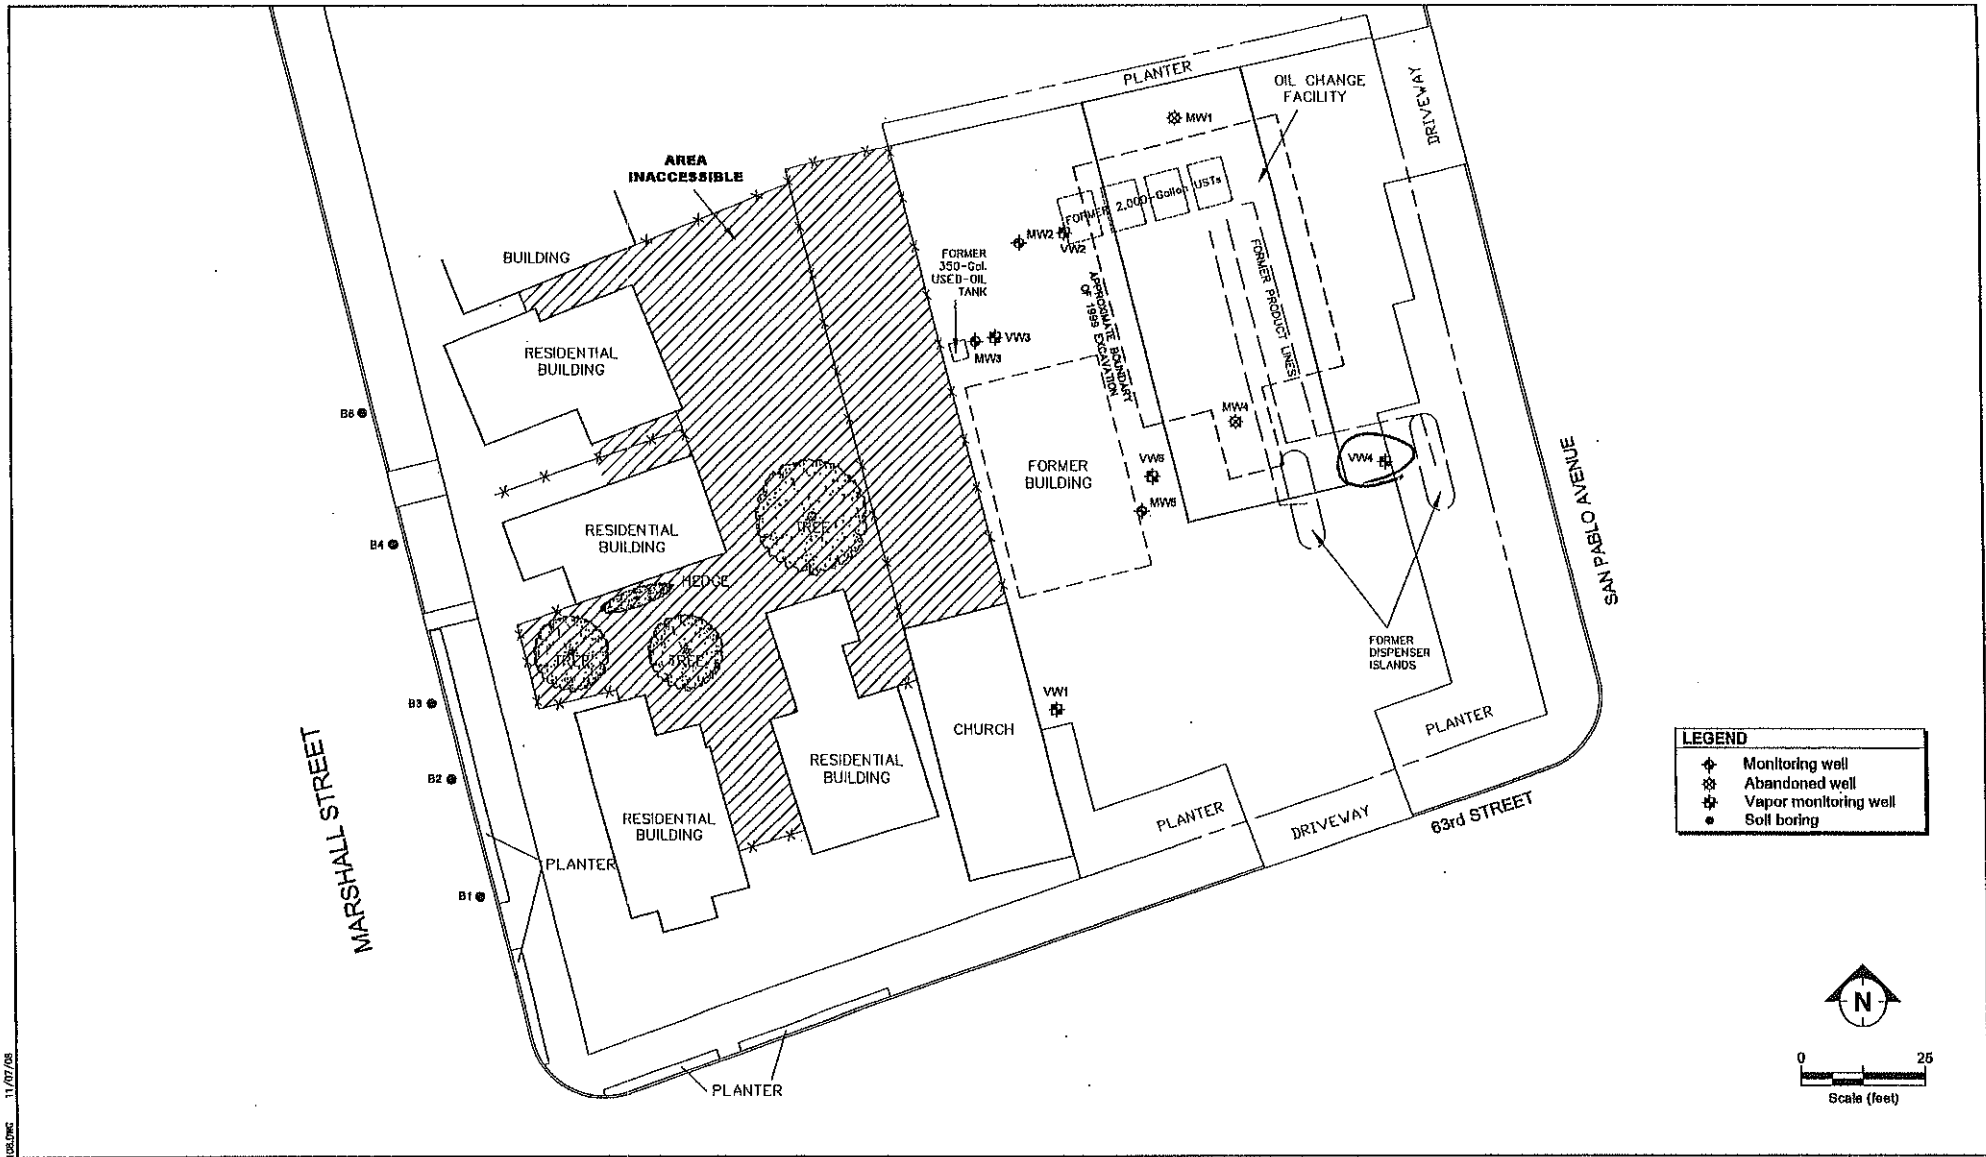 PLANTER
OIL CHANGE
FACILITY
DRIVEWAY
MW1
AREA
INACCESSIBLE
FORMER 2,000-Gallon USTs
MW2
VW2
BUILDING
FORMER
350-Gal.
USED-OIL
TANK
APPROXIMATE BOUNDARY
OF 1999 EXCAVATION
FORMER PRODUCT LINES
VW3
MW3
RESIDENTIAL
BUILDING
B4
MW4
VW4
FORMER
BUILDING
TREE
RESIDENTIAL
BUILDING
HEDGE
TREE
TREE
SAN PABLO AVENUE
FORMER
DISPENSER
ISLANDS
VW1
B3
CHURCH
PLANTER
RESIDENTIAL
BUILDING
B2
MARSHALL STREET
RESIDENTIAL
BUILDING
PLANTER
DRIVEWAY
63rd STREET
PLANTER
B1
PLANTER
LEGEND
Monitoring well
Abandoned well
Vapor monitoring well
Soil boring
N
0 25
Scale (feet)
11/07/08